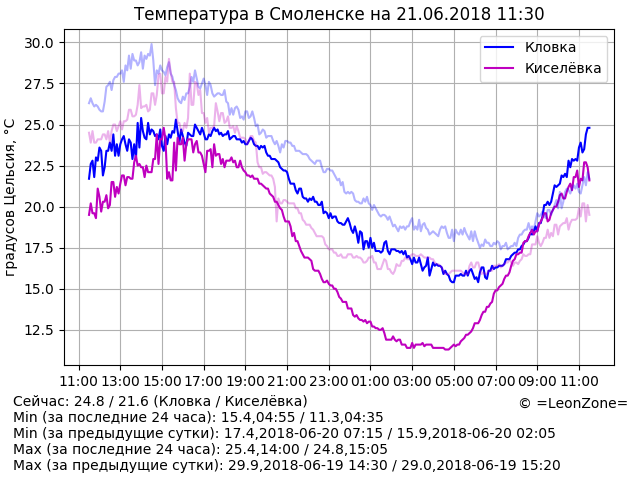 Температура в Смоленске на 21.06.2018 11:30
Кловка
Киселёвка
градусов Цельсия, °C
30.0
27.5
25.0
22.5
20.0
17.5
15.0
12.5
11:00 13:00 15:00 17:00 19:00 21:00 23:00 01:00 03:00 05:00 07:00 09:00 11:00
Сейчас: 24.8 / 21.6 (Кловка / Киселёвка)
© =LeonZone=
Min (за последние 24 часа): 15.4,04:55 / 11.3,04:35
Min (за предыдущие сутки): 17.4,2018-06-20 07:15 / 15.9,2018-06-20 02:05
Max (за последние 24 часа): 25.4,14:00 / 24.8,15:05
Max (за предыдущие сутки): 29.9,2018-06-19 14:30 / 29.0,2018-06-19 15:20